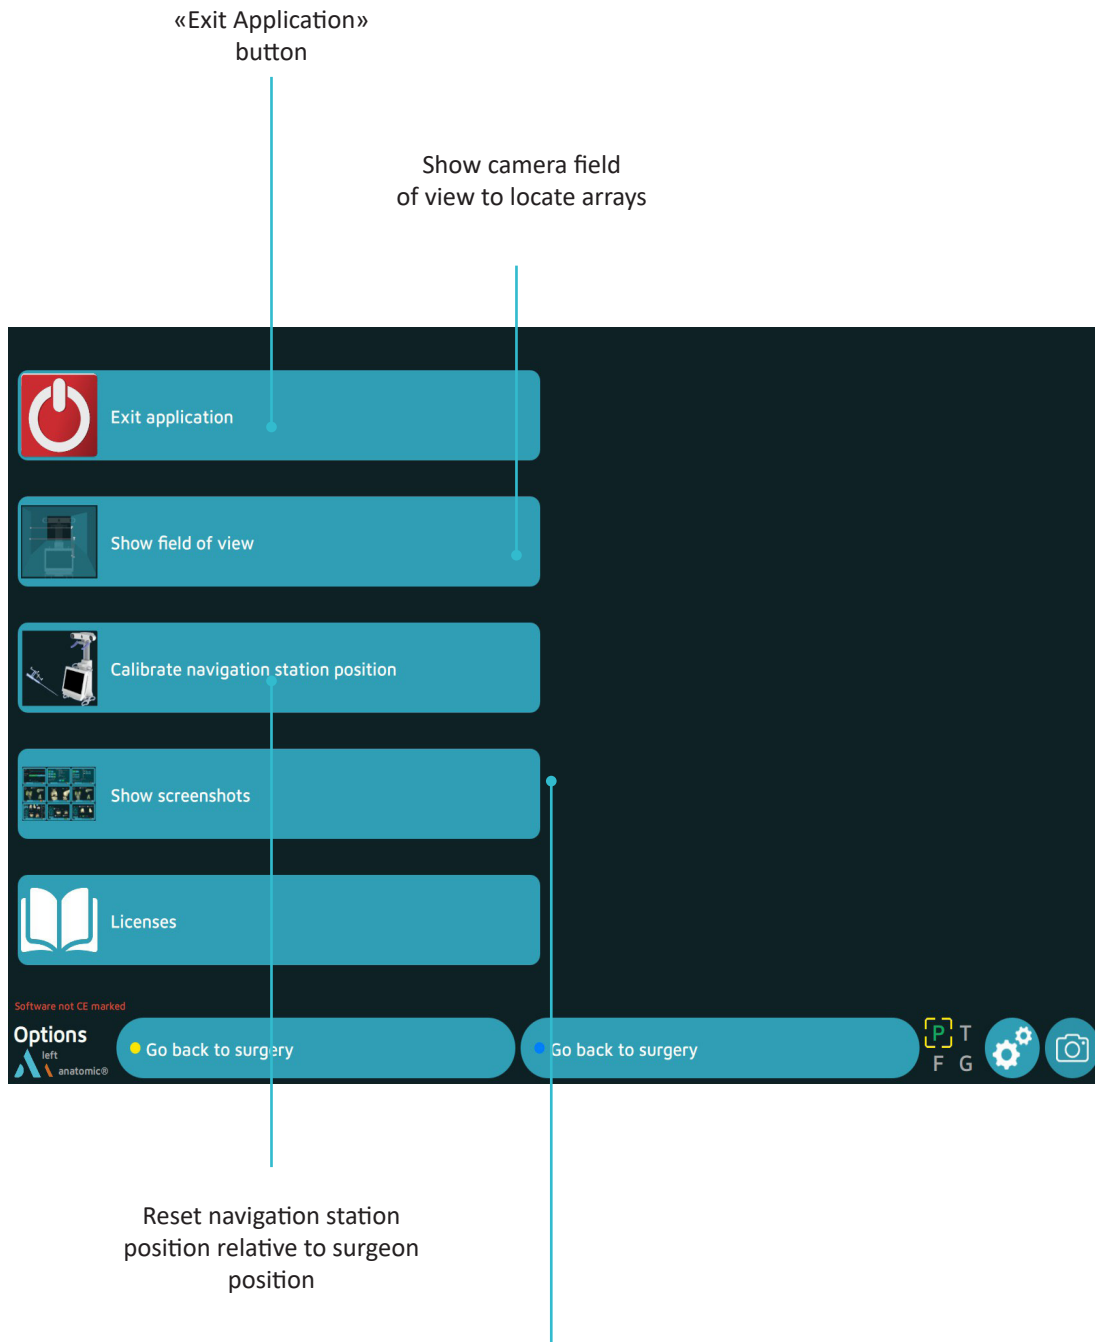 «Exit Application»
button
Show camera field
of view to locate arrays
Exit application
Show field of view
Calibrate navigation station position
Show screenshots
Licenses
Software not CE marked
Options
left
anatomic®
Go back to surgery
Go back to surgery
P T
F G
Reset navigation station
position relative to surgeon
position